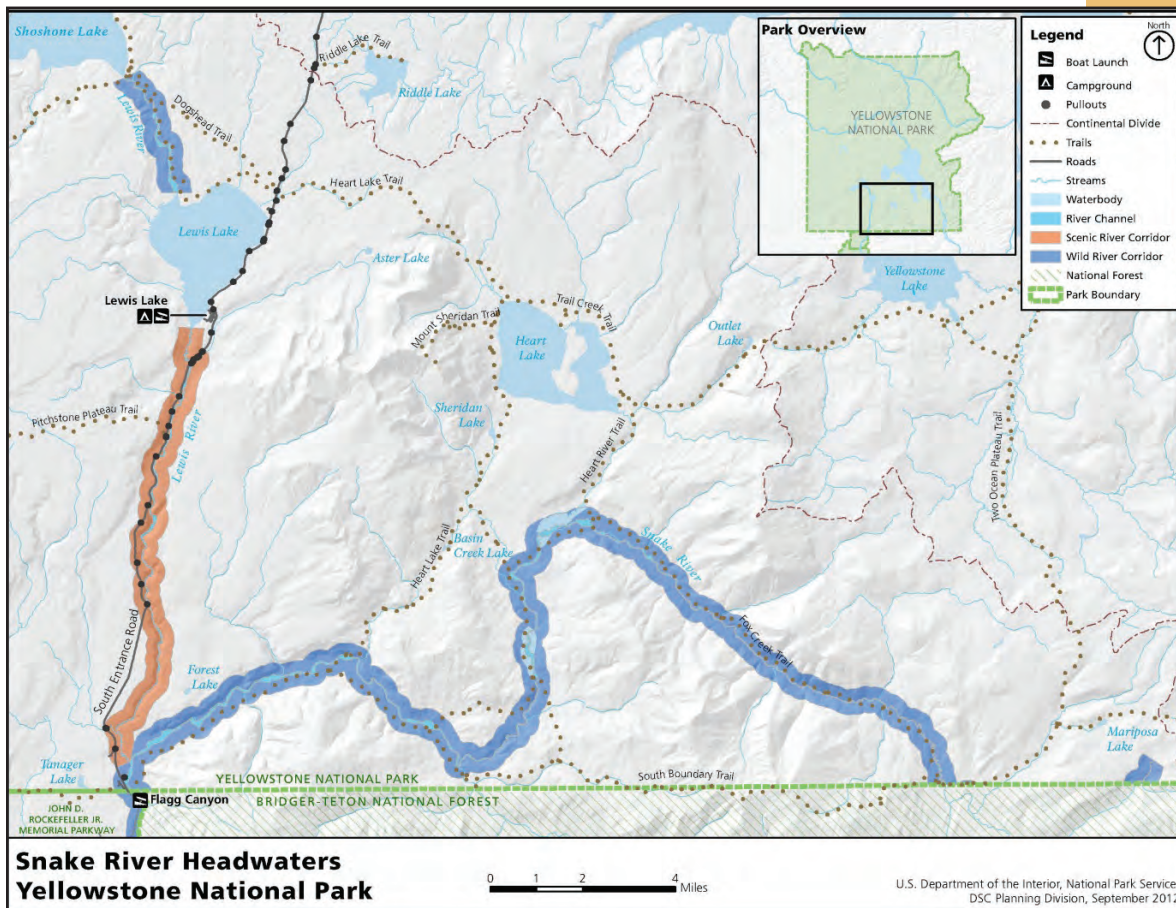 Shoshone Lake
Riddle Lake Trail
Riddle Lake
Dogshead Trail
Lewis River
Heart Lake Trail
Lewis Lake
Aster Lake
Lewis Lake
Mount Sheridan Trail
Trail Creek Trail
Heart
Lake
Outlet
Lake
Yellowstone
Lake
Pitchstone Plateau Trail
Sheridan
Lake
Lewis River
Heart River Trail
Two Ocean Plateau Trail
Basin
Creek Lake
Snake River
Heart Lake Trail
South Entrance Road
Forest
Lake
Fox Creek Trail
Tanager
Lake
Mariposa
Lake
South Boundary Trail
YELLOWSTONE NATIONAL PARK
BRIDGER-TETON NATIONAL FOREST
Flagg Canyon
JOHN D.
ROCKEFELLER JR.
MEMORIAL PARKWAY
Park Overview
YELLOWSTONE
NATIONAL PARK
North
Legend
Boat Launch
Campground
Pullouts
Continental Divide
Trails
Roads
Streams
Waterbody
River Channel
Scenic River Corridor
Wild River Corridor
National Forest
Park Boundary
Snake River Headwaters
Yellowstone National Park
0 1 2 4
Miles
U.S. Department of the Interior, National Park Service